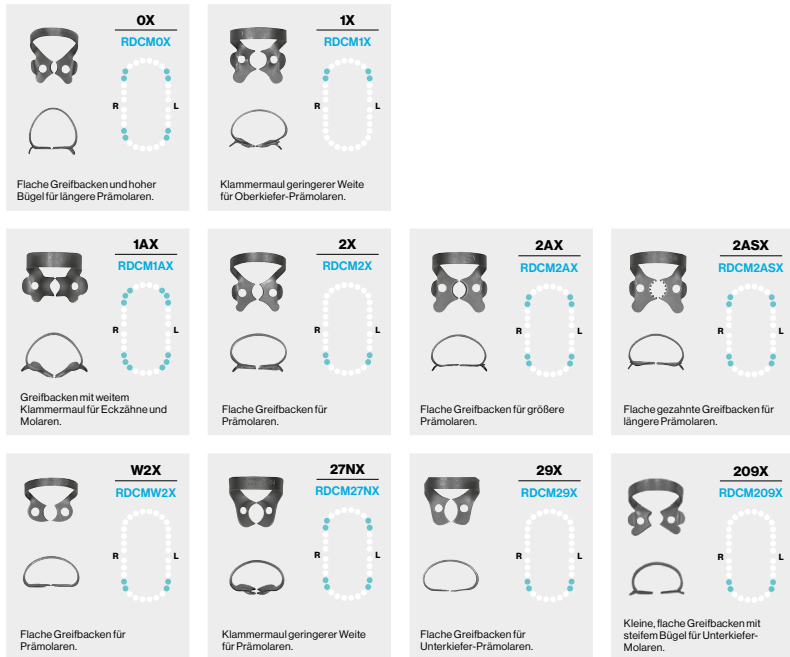 0X
RDCM0X
R
L
Flache Greifbacken und hoher
Bügel für längere Prämolaren.
1X
RDCM1X
R
L
Klammermaul geringerer Weite
für Oberkiefer-Prämolaren.
1AX
RDCM1AX
R
L
Greifbacken mit weitem
Klammermaul für Eckzähne und
Molaren.
2X
RDCM2X
R
L
Flache Greifbacken für
Prämolaren.
2AX
RDCM2AX
R
L
Flache Greifbacken für größere
Prämolaren.
2ASX
RDCM2ASX
R
L
Flache gezahnte Greifbacken für
längere Prämolaren.
W2X
RDCMW2X
R
L
Flache Greifbacken für
Prämolaren.
27NX
RDCM27NX
R
L
Klammermaul geringerer Weite
für Prämolaren.
29X
RDCM29X
R
L
Flache Greifbacken für
Unterkiefer-Prämolaren.
209X
RDCM209X
R
L
Kleine, flache Greifbacken mit
steifem Bügel für Unterkiefer-
Molaren.